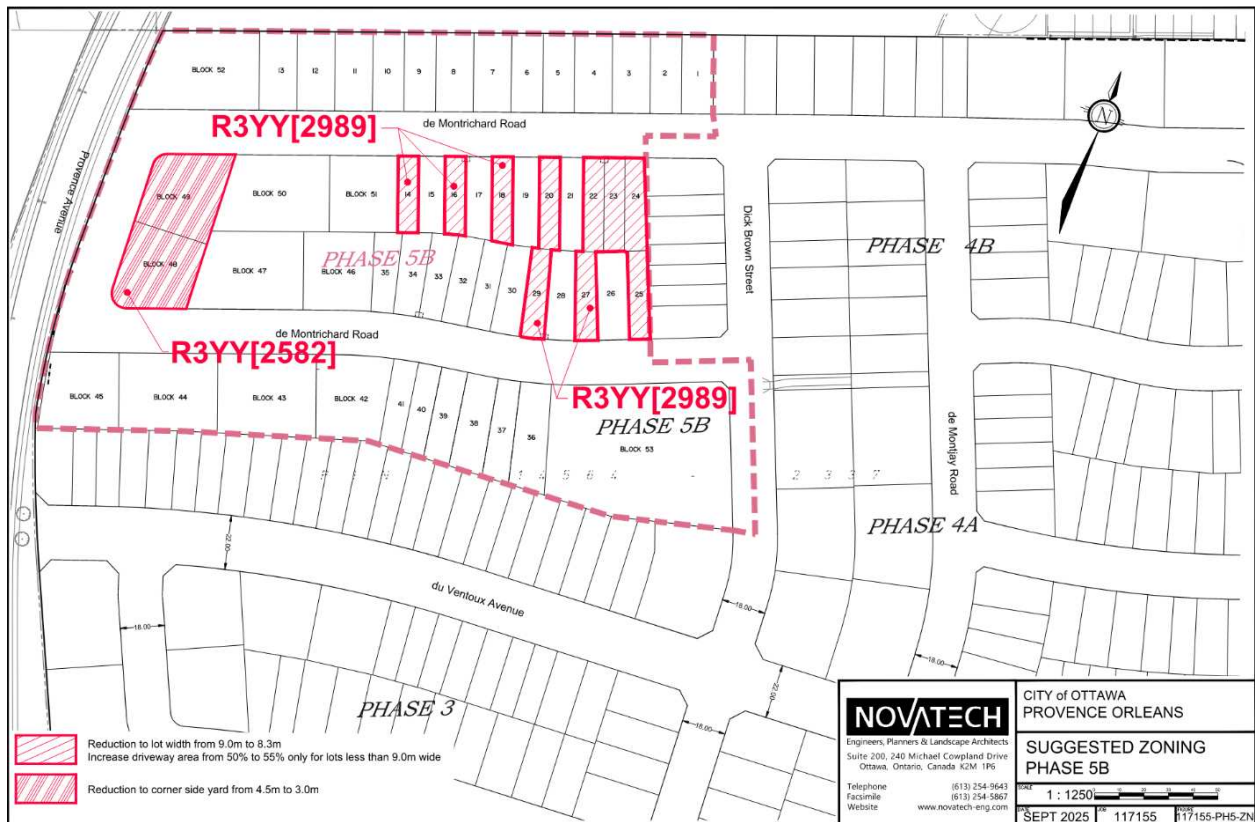 BLOCK 52
13
12
11
10
9
8
7
6
5
4
3
2
1
de Montrichard Road
R3YY[2989]
N
Provence Avenue
BLOCK 49
BLOCK 50
BLOCK 51
14
15
16
17
18
19
20
21
22
23
24
Dick Brown Street
PHASE 4B
PHASE 5B
BLOCK 48
BLOCK 47
BLOCK 46
35
34
33
32
31
30
29
28
27
26
25
de Montrichard Road
R3YY[2582]
R3YY[2989]
BLOCK 45
BLOCK 44
BLOCK 43
BLOCK 42
41
40
39
38
37
36
PHASE 5B
BLOCK 53
de Montjay Road
PHASE 4A
22.00
du Ventoux Avenue
18.00
18.00
18.00
22.00
18.00
PHASE 3
Reduction to lot width from 9.0m to 8.3m
Increase driveway area from 50% to 55% only for lots less than 9.0m wide
Reduction to corner side yard from 4.5m to 3.0m
NOVATECH
Engineers, Planners & Landscape Architects
Suite 200, 240 Michael Cowpland Drive
Ottawa, Ontario, Canada K2M 1P6
Telephone (613) 254-9643
Facsimile (613) 254-5867
Website www.novatech-eng.com
CITY of OTTAWA
PROVENCE ORLEANS
SUGGESTED ZONING
PHASE 5B
SCALE
1 : 1250
DATE
SEPT 2025
JOB
117155
FIGURE
117155-PH5-ZN